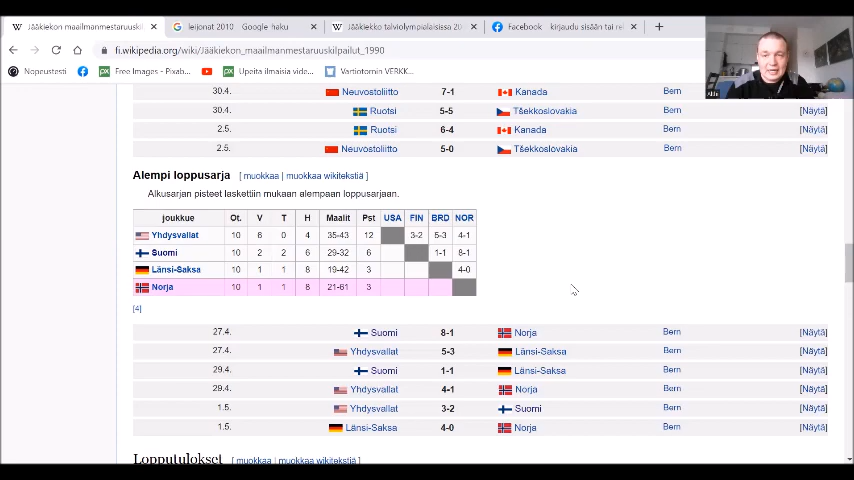 Jääkiekon maailmanmestaruuskil
leijonat 2010 - Google haku
Jääkiekko talviolympialaisissa 20
Facebook – kirjaudu sisään tai rek
fi.wikipedia.org/wiki/Jääkiekon_maailmanmestaruuskilpailut_1990
Nopeustesti
Free Images - Pixab...
Upeita ilmaisia video...
Vartiotornin VERKK...
30.4. Neuvostoliitto 7-1 Kanada Bern [Näytä]
30.4. Ruotsi 5-5 Tšekkoslovakia Bern [Näytä]
2.5. Ruotsi 6-4 Kanada Bern [Näytä]
2.5. Neuvostoliitto 5-0 Tšekkoslovakia Bern [Näytä]
Alempi loppusarja [ muokkaa | muokkaa wikitekstiä ]
Alkusarjan pisteet laskettiin mukaan alempaan loppusarjaan.
joukkue Ot. V T H Maalit Pst USA FIN BRD NOR
Yhdysvallat 10 6 0 4 35-43 12 3-2 5-3 4-1
Suomi 10 2 2 6 29-32 6 1-1 8-1
Länsi-Saksa 10 1 1 8 19-42 3 4-0
Norja 10 1 1 8 21-61 3
[4]
27.4. Suomi 8-1 Norja Bern [Näytä]
27.4. Yhdysvallat 5-3 Länsi-Saksa Bern [Näytä]
29.4. Suomi 1-1 Länsi-Saksa Bern [Näytä]
29.4. Yhdysvallat 4-1 Norja Bern [Näytä]
1.5. Yhdysvallat 3-2 Suomi Bern [Näytä]
1.5. Länsi-Saksa 4-0 Norja Bern [Näytä]
Lopputulokset [ muokkaa | muokkaa wikitekstiä ]